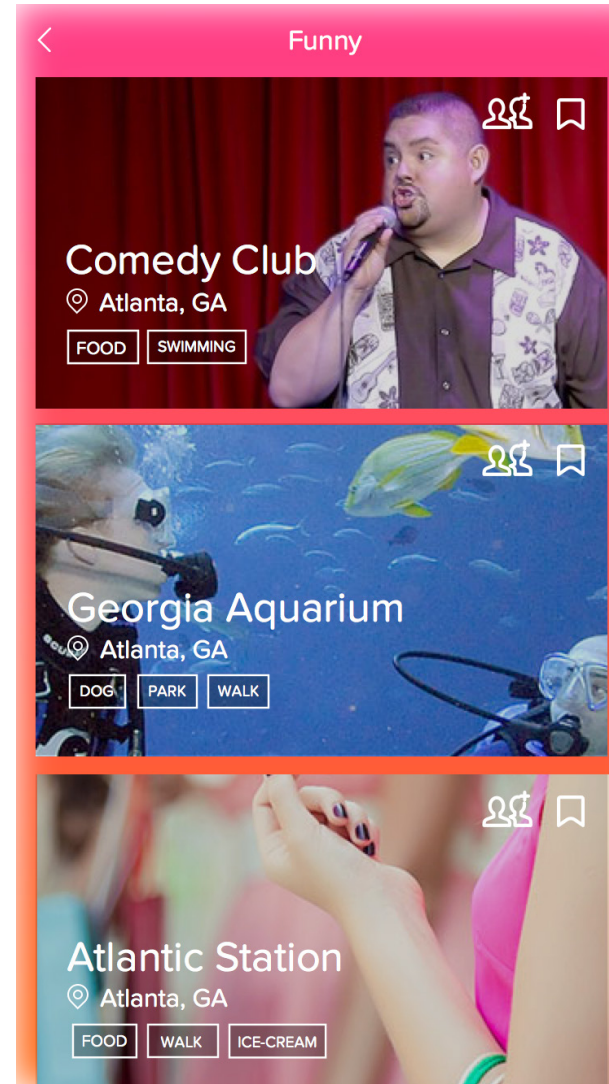 Funny
Comedy Club
Atlanta, GA
FOOD SWIMMING
Georgia Aquarium
Atlanta, GA
DOG PARK WALK
Atlantic Station
Atlanta, GA
FOOD WALK ICE-CREAM